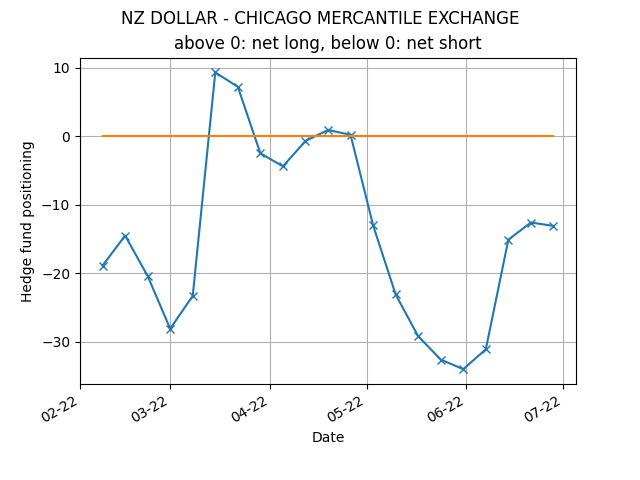 NZ DOLLAR - CHICAGO MERCANTILE EXCHANGE
above 0: net long, below 0: net short
Hedge fund positioning
10
0
−10
−20
−30
02-22
03-22
04-22
05-22
06-22
07-22
Date